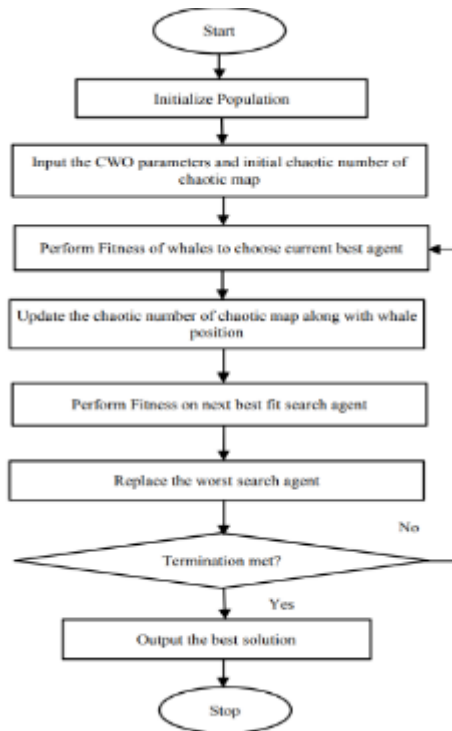 Start
Initialize Population
Input the CWO parameters and initial chaotic number of
chaotic map
Perform Fitness of whales to choose current best agent
Update the chaotic number of chaotic map along with whale
position
Perform Fitness on next best fit search agent
Replace the worst search agent
No
Termination met?
Yes
Output the best solution
Stop